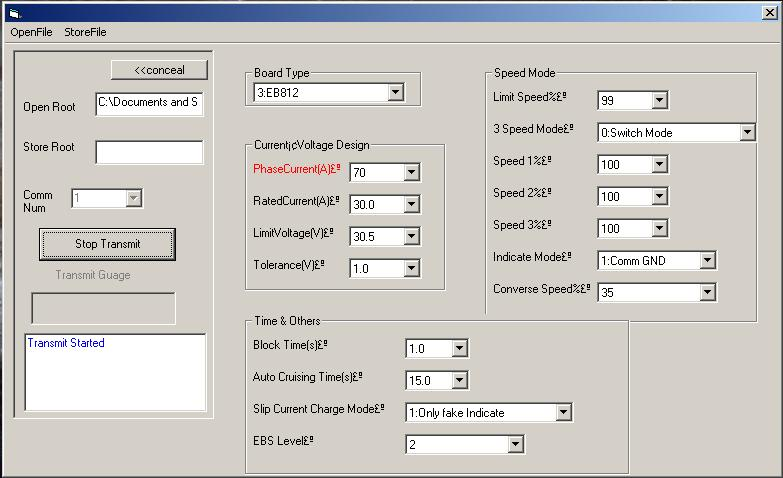 OpenFile StoreFile
<<conceal
Open Root C:\Documents and S
Store Root
Comm Num 1
Stop Transmit
Transmit Guage
Transmit Started
Board Type
3:EB812
Current¡¢Voltage Design
PhaseCurrent(A)£º 70
RatedCurrent(A)£º 30.0
LimitVoltage(V)£º 30.5
Tolerance(V)£º 1.0
Speed Mode
Limit Speed%£º 99
3 Speed Mode£º 0:Switch Mode
Speed 1%£º 100
Speed 2%£º 100
Speed 3%£º 100
Indicate Mode£º 1:Comm GND
Converse Speed%£º 35
Time & Others
Block Time(s)£º 1.0
Auto Cruising Time(s)£º 15.0
Slip Current Charge Mode£º 1:Only fake Indicate
EBS Level£º 2